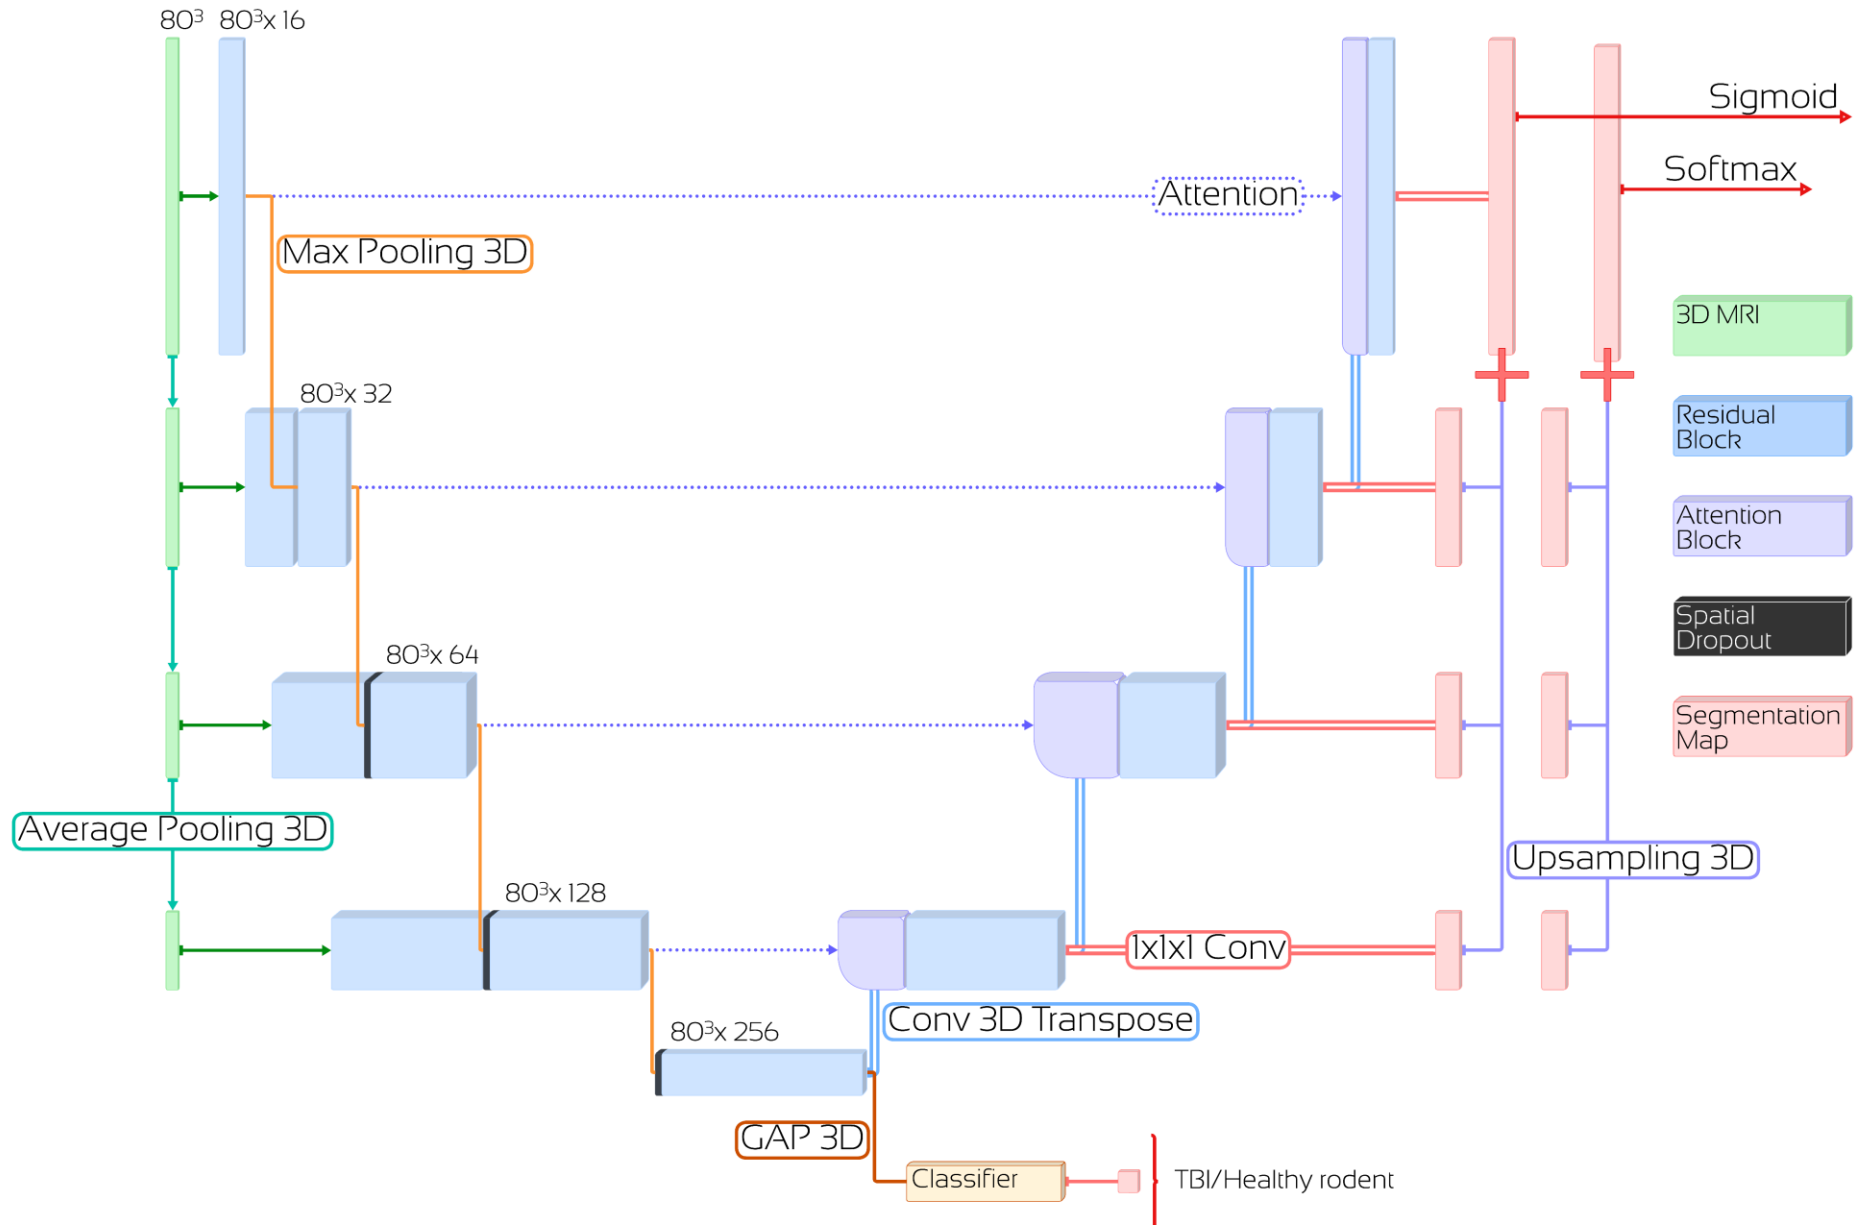 80³ 80³x 16
Sigmoid
Softmax
Attention
Max Pooling 3D
3D MRI
80³x 32
Residual
Block
Attention
Block
Spatial
Dropout
80³x 64
Segmentation
Map
Average Pooling 3D
Upsampling 3D
80³x 128
1x1x1 Conv
Conv 3D Transpose
80³x 256
GAP 3D
Classifier
TBI/Healthy rodent